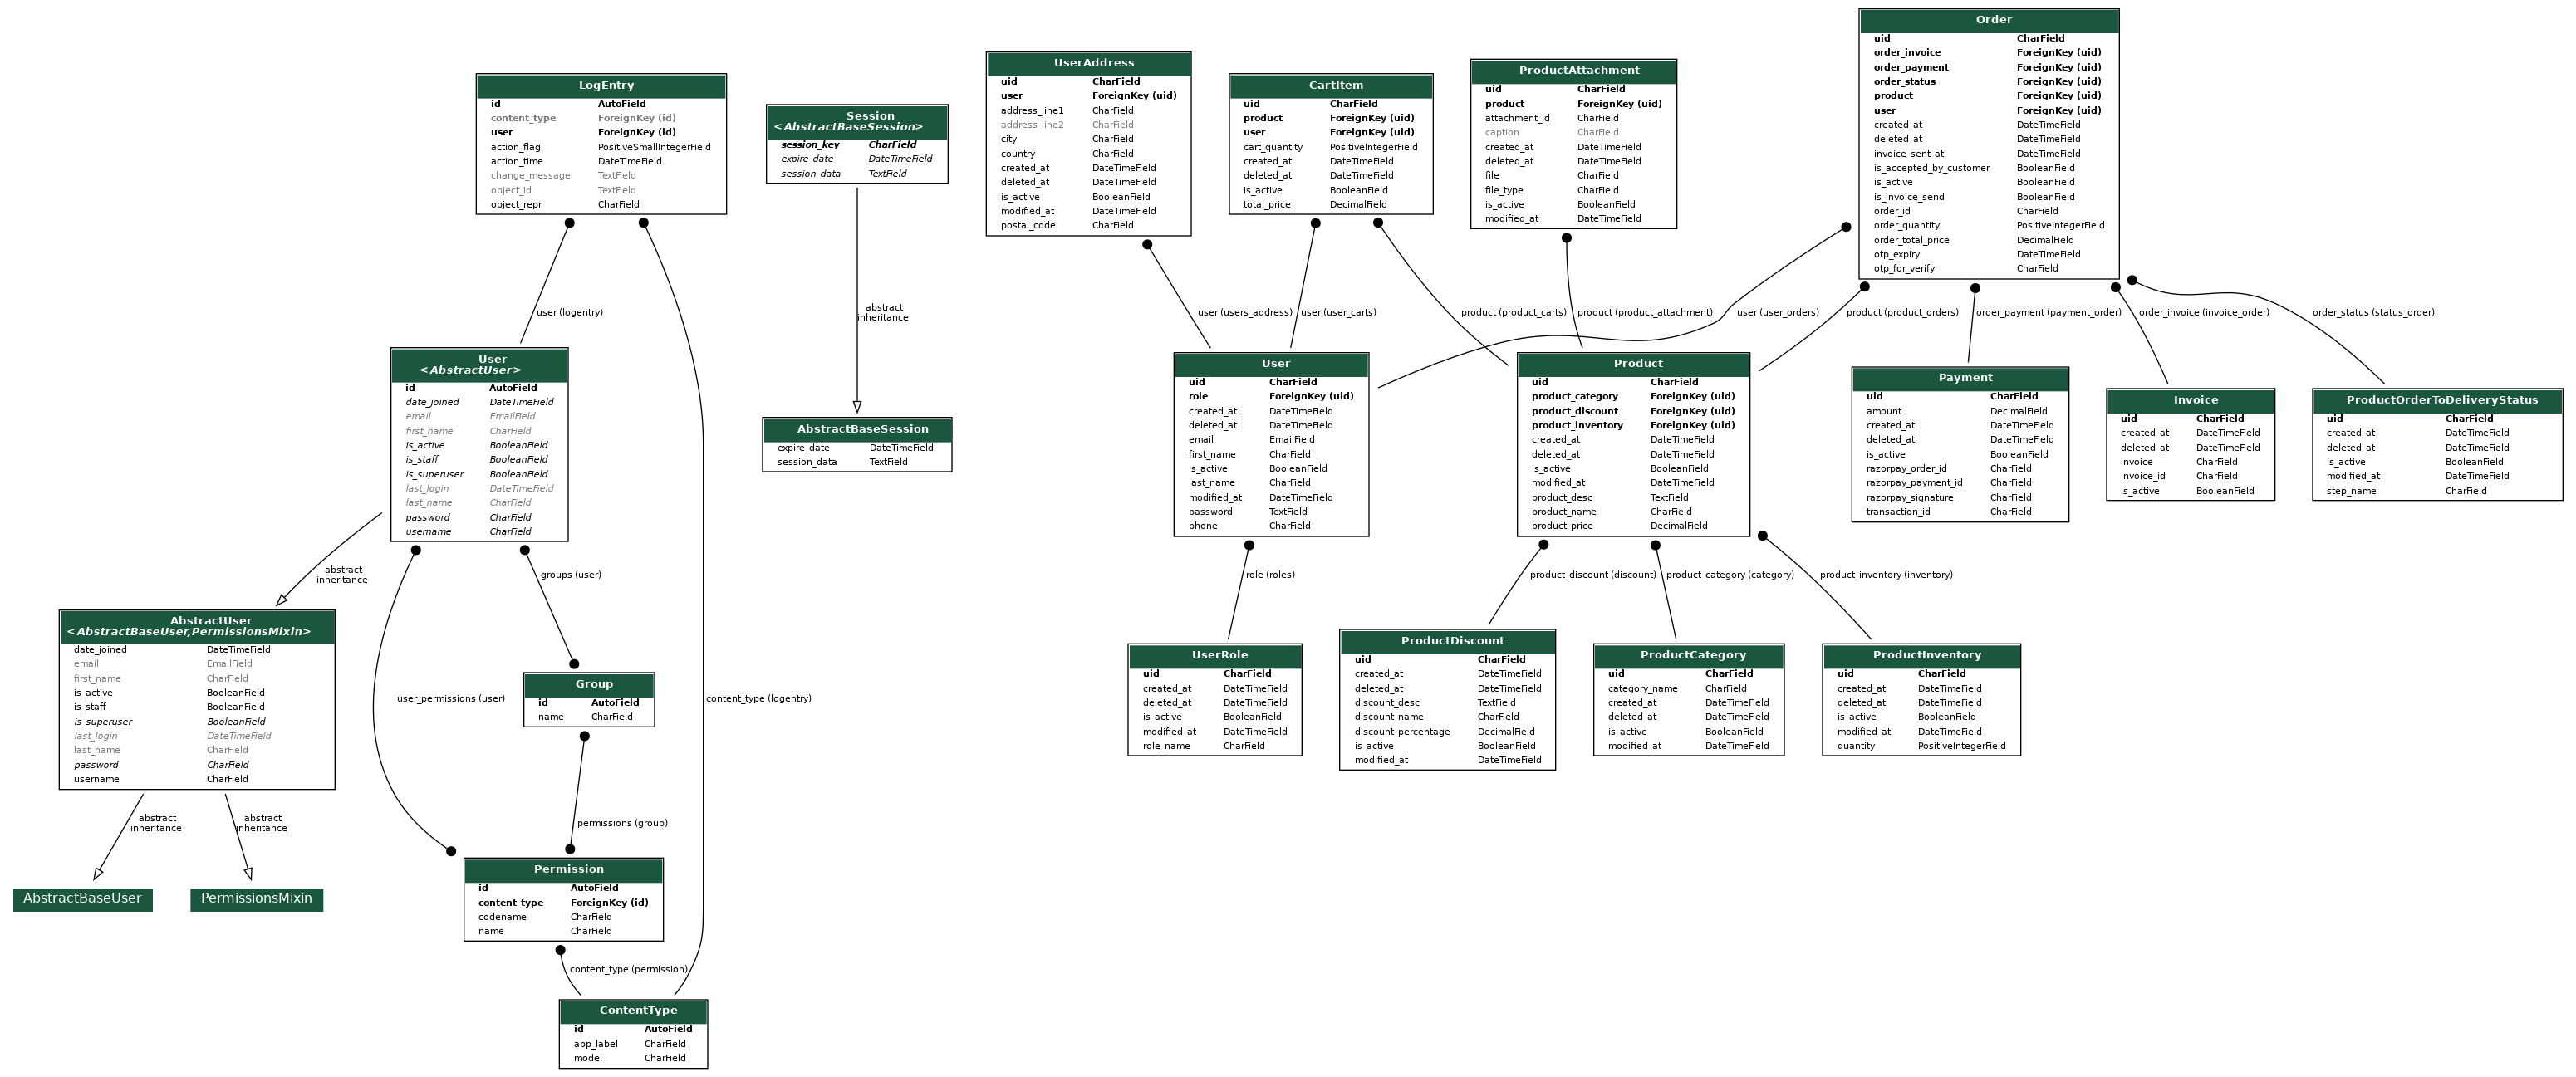 Order
uid CharField
order_invoice ForeignKey (uid)
order_payment ForeignKey (uid)
order_status ForeignKey (uid)
product ForeignKey (uid)
user ForeignKey (uid)
created_at DateTimeField
deleted_at DateTimeField
invoice_sent_at DateTimeField
is_accepted_by_customer BooleanField
is_active BooleanField
is_invoice_send BooleanField
order_id CharField
order_quantity PositiveIntegerField
order_total_price DecimalField
otp_expiry DateTimeField
otp_for_verify CharField
LogEntry
id AutoField
content_type ForeignKey (id)
user ForeignKey (id)
action_flag PositiveSmallIntegerField
action_time DateTimeField
change_message TextField
object_id TextField
object_repr CharField
Session
<AbstractBaseSession>
session_key CharField
expire_date DateTimeField
session_data TextField
UserAddress
uid CharField
user ForeignKey (uid)
address_line1 CharField
address_line2 CharField
city CharField
country CharField
created_at DateTimeField
deleted_at DateTimeField
is_active BooleanField
modified_at DateTimeField
postal_code CharField
CartItem
uid CharField
product ForeignKey (uid)
user ForeignKey (uid)
cart_quantity PositiveIntegerField
created_at DateTimeField
deleted_at DateTimeField
is_active BooleanField
total_price DecimalField
ProductAttachment
uid CharField
product ForeignKey (uid)
attachment_id CharField
caption CharField
created_at DateTimeField
deleted_at DateTimeField
file CharField
file_type CharField
is_active BooleanField
modified_at DateTimeField
user (logentry)
abstract
inheritance
user (users_address)
user (user_carts)
product (product_carts)
product (product_attachment)
user (user_orders)
product (product_orders)
order_payment (payment_order)
order_invoice (invoice_order)
order_status (status_order)
User
<AbstractUser>
id AutoField
date_joined DateTimeField
email EmailField
first_name CharField
is_active BooleanField
is_staff BooleanField
is_superuser BooleanField
last_login DateTimeField
last_name CharField
password CharField
username CharField
AbstractBaseSession
expire_date DateTimeField
session_data TextField
User
uid CharField
role ForeignKey (uid)
created_at DateTimeField
deleted_at DateTimeField
email EmailField
first_name CharField
is_active BooleanField
last_name CharField
modified_at DateTimeField
password TextField
phone CharField
Product
uid CharField
product_category ForeignKey (uid)
product_discount ForeignKey (uid)
product_inventory ForeignKey (uid)
created_at DateTimeField
deleted_at DateTimeField
is_active BooleanField
modified_at DateTimeField
product_desc TextField
product_name CharField
product_price DecimalField
Payment
uid CharField
amount DecimalField
created_at DateTimeField
deleted_at DateTimeField
is_active BooleanField
razorpay_order_id CharField
razorpay_payment_id CharField
razorpay_signature CharField
transaction_id CharField
Invoice
uid CharField
created_at DateTimeField
deleted_at DateTimeField
invoice CharField
invoice_id CharField
is_active BooleanField
ProductOrderToDeliveryStatus
uid CharField
created_at DateTimeField
deleted_at DateTimeField
is_active BooleanField
modified_at DateTimeField
step_name CharField
abstract
inheritance
groups (user)
role (roles)
product_discount (discount)
product_category (category)
product_inventory (inventory)
AbstractUser
<AbstractBaseUser,PermissionsMixin>
date_joined DateTimeField
email EmailField
first_name CharField
is_active BooleanField
is_staff BooleanField
is_superuser BooleanField
last_login DateTimeField
last_name CharField
password CharField
username CharField
user_permissions (user)
Group
id AutoField
name CharField
content_type (logentry)
UserRole
uid CharField
created_at DateTimeField
deleted_at DateTimeField
is_active BooleanField
modified_at DateTimeField
role_name CharField
ProductDiscount
uid CharField
created_at DateTimeField
deleted_at DateTimeField
discount_desc TextField
discount_name CharField
discount_percentage DecimalField
is_active BooleanField
modified_at DateTimeField
ProductCategory
uid CharField
category_name CharField
created_at DateTimeField
deleted_at DateTimeField
is_active BooleanField
modified_at DateTimeField
ProductInventory
uid CharField
created_at DateTimeField
deleted_at DateTimeField
is_active BooleanField
modified_at DateTimeField
quantity PositiveIntegerField
abstract
inheritance
abstract
inheritance
permissions (group)
AbstractBaseUser
PermissionsMixin
Permission
id AutoField
content_type ForeignKey (id)
codename CharField
name CharField
content_type (permission)
ContentType
id AutoField
app_label CharField
model CharField